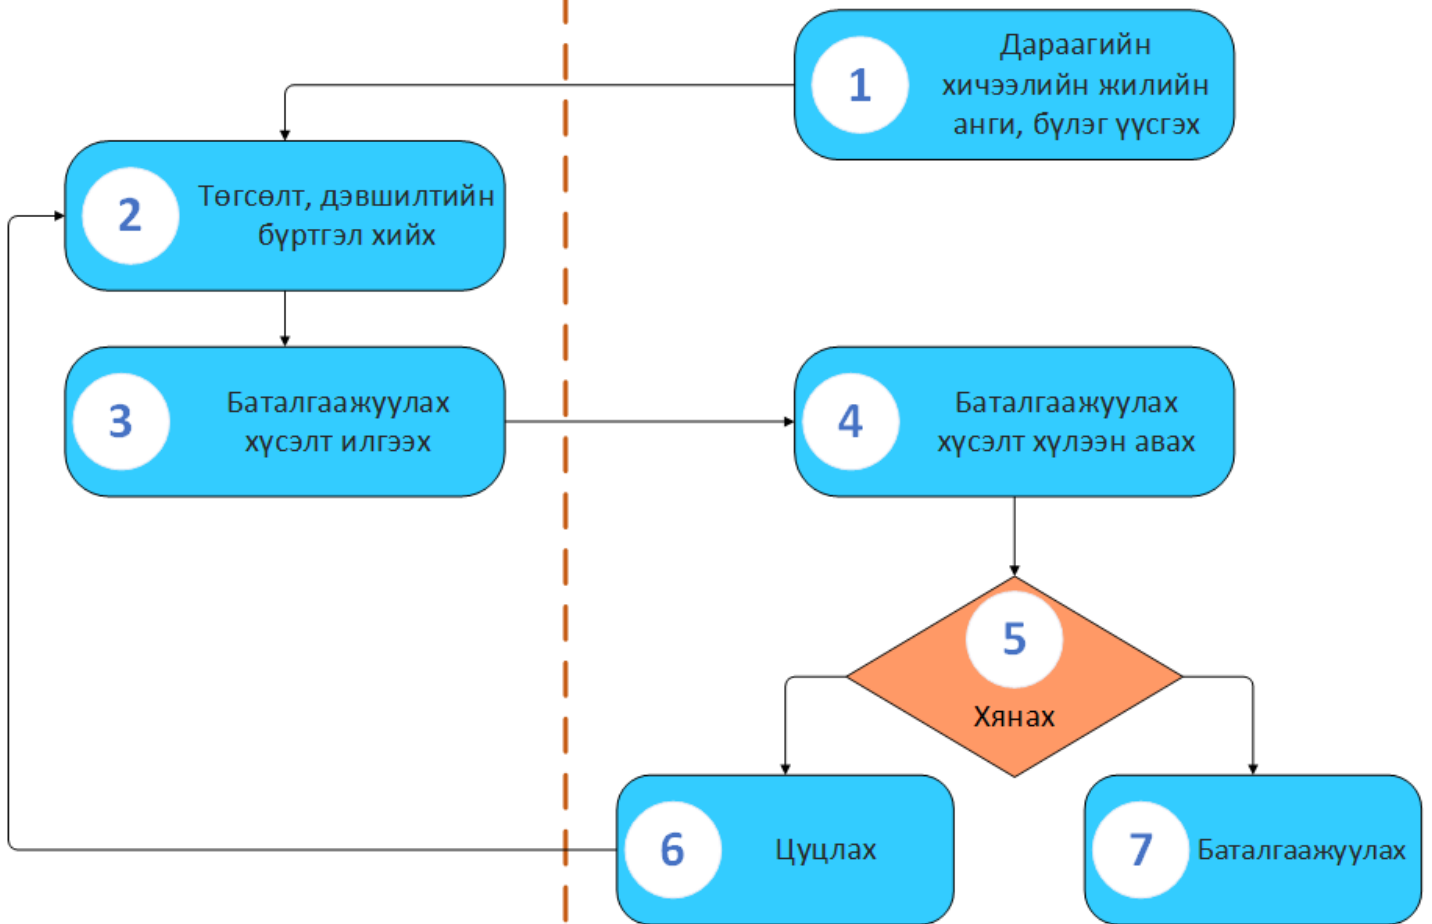 1
Дараагийн
хичээлийн жилийн
анги, бүлэг үүсгэх
2
Төгсөлт, дэвшилтийн
бүртгэл хийх
3
Баталгаажуулах
хүсэлт илгээх
4
Баталгаажуулах
хүсэлт хүлээн авах
5
Хянах
6
Цуцлах
7
Баталгаажуулах